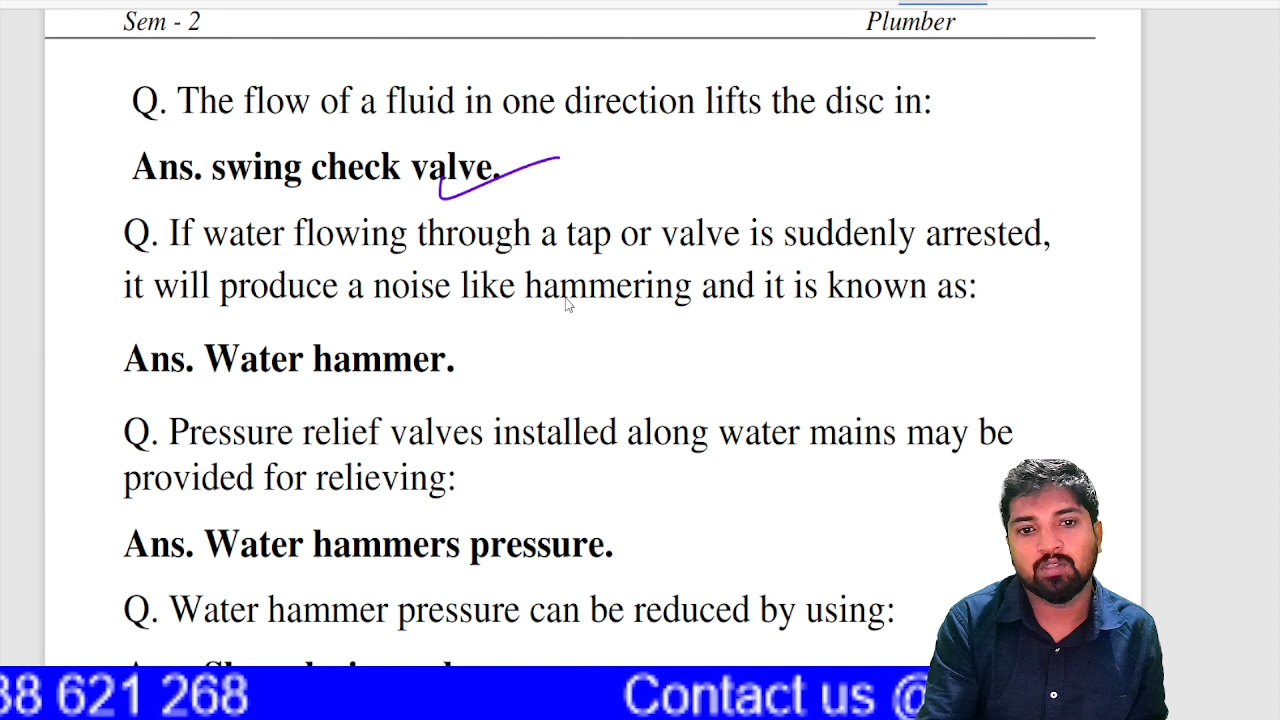 Sem - 2 Plumber
Q. The flow of a fluid in one direction lifts the disc in:
Ans. swing check valve.
Q. If water flowing through a tap or valve is suddenly arrested,
it will produce a noise like hammering and it is known as:
Ans. Water hammer.
Q. Pressure relief valves installed along water mains may be
provided for relieving:
Ans. Water hammers pressure.
Q. Water hammer pressure can be reduced by using:
38 621 268 Contact us @